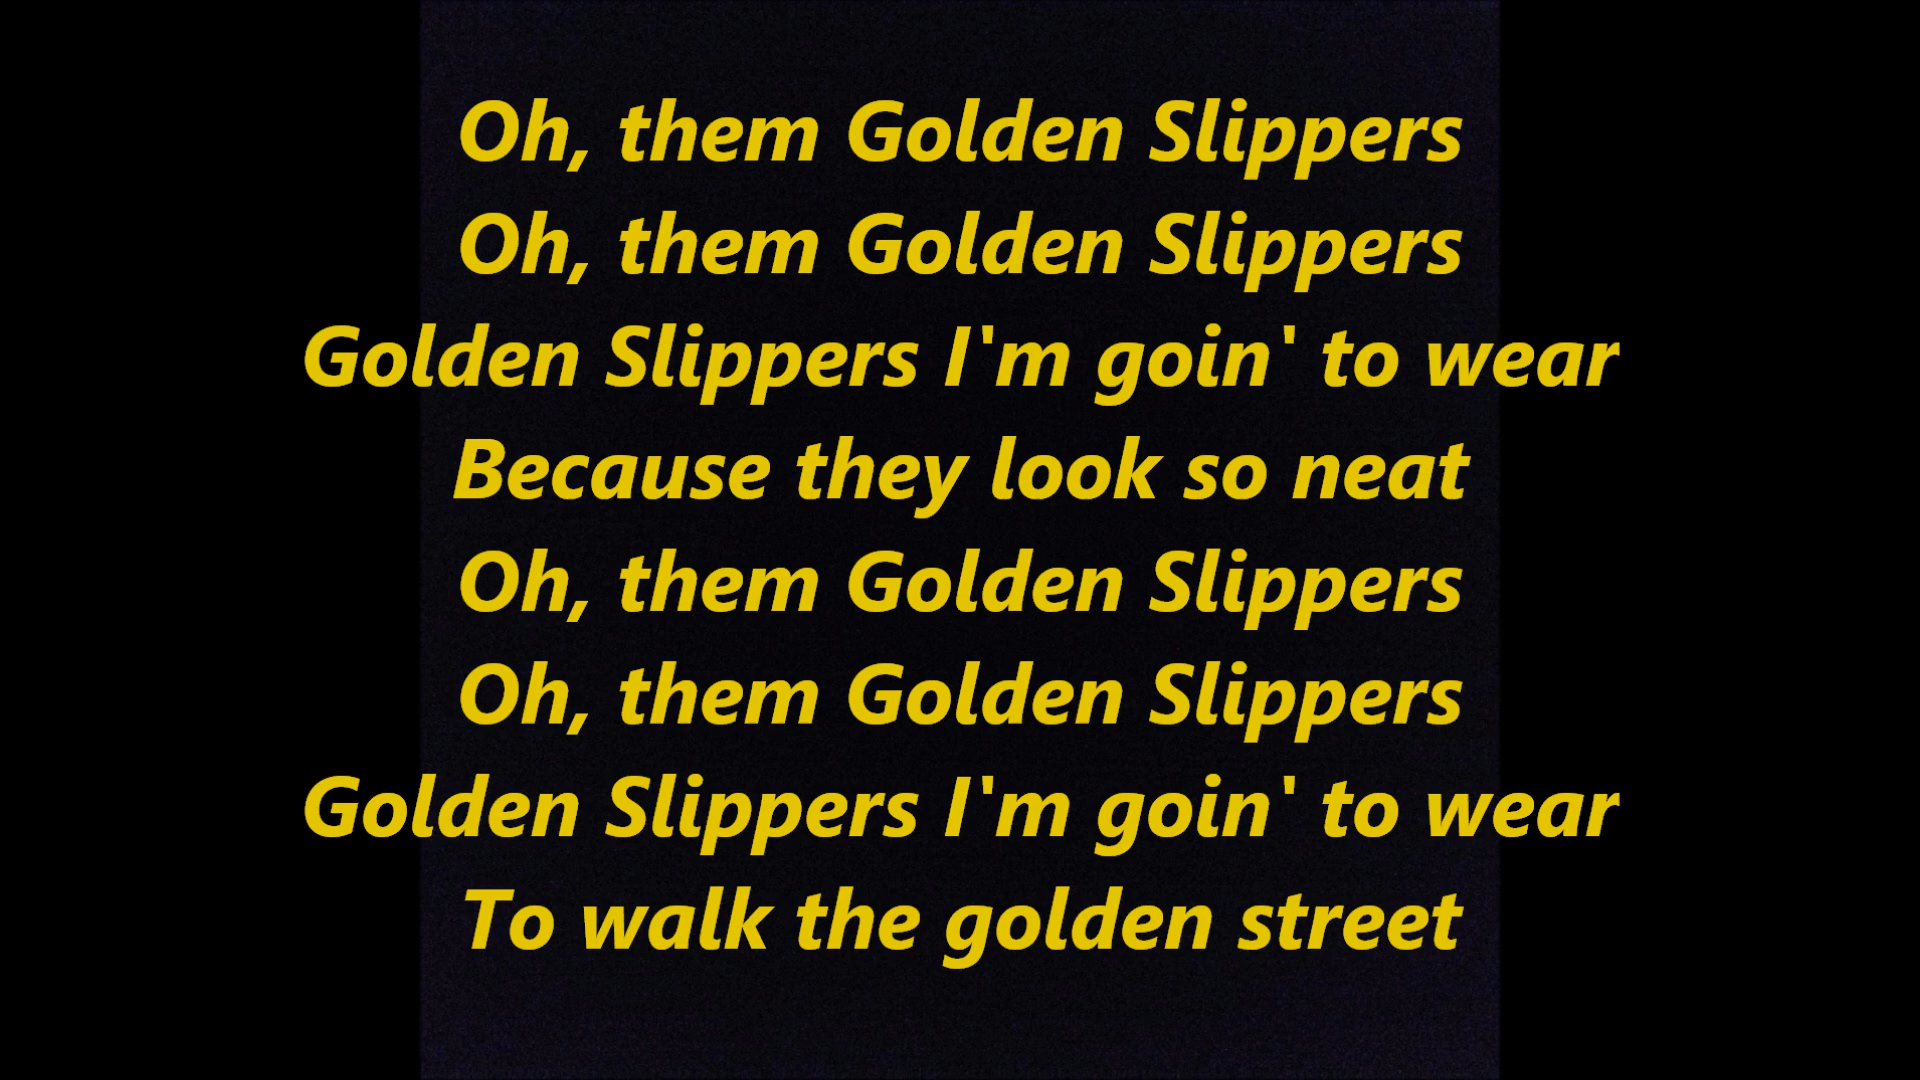 Oh, them Golden Slippers
Oh, them Golden Slippers
Golden Slippers I'm goin' to wear
Because they look so neat
Oh, them Golden Slippers
Oh, them Golden Slippers
Golden Slippers I'm goin' to wear
To walk the golden street